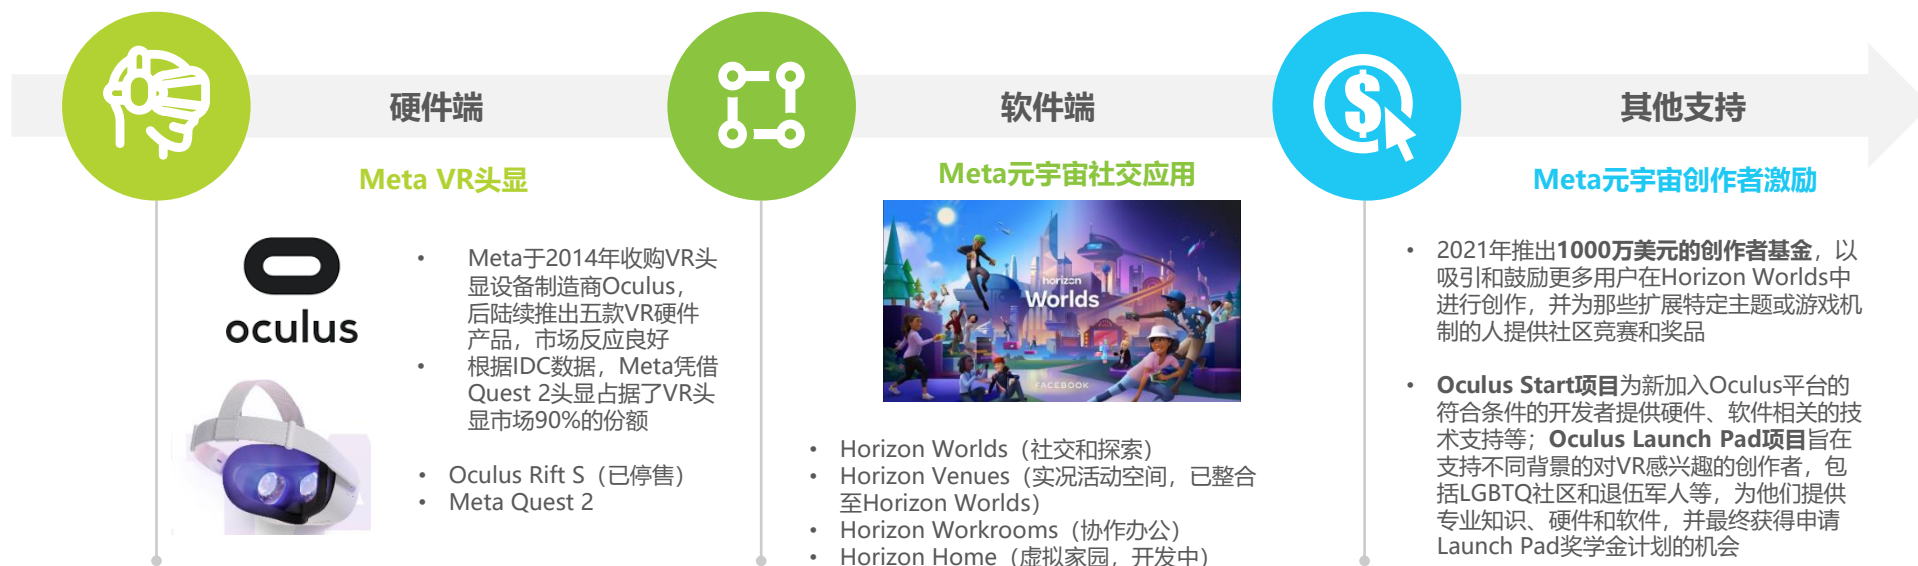 硬件端
软件端
其他支持
Meta VR头显
oculus
• Meta于2014年收购VR头
显设备制造商Oculus，
后陆续推出五款VR硬件
产品，市场反应良好
• 根据IDC数据，Meta凭借
Quest 2头显占据了VR头
显市场90%的份额
• Oculus Rift S（已停售）
• Meta Quest 2
Meta元宇宙社交应用
horizon
Worlds
FACEBOOK
• Horizon Worlds（社交和探索）
• Horizon Venues（实况活动空间，已整合
至Horizon Worlds）
• Horizon Workrooms（协作办公）
• Horizon Home（虚拟家园，开发中）
Meta元宇宙创作者激励
• 2021年推出1000万美元的创作者基金，以
吸引和鼓励更多用户在Horizon Worlds中
进行创作，并为那些扩展特定主题或游戏机
制的人提供社区竞赛和奖品
• Oculus Start项目为新加入Oculus平台的
符合条件的开发者提供硬件、软件相关的技
术支持等；Oculus Launch Pad项目旨在
支持不同背景的对VR感兴趣的创作者，包
括LGBTQ社区和退伍军人等，为他们提供
专业知识、硬件和软件，并最终获得申请
Launch Pad奖学金计划的机会